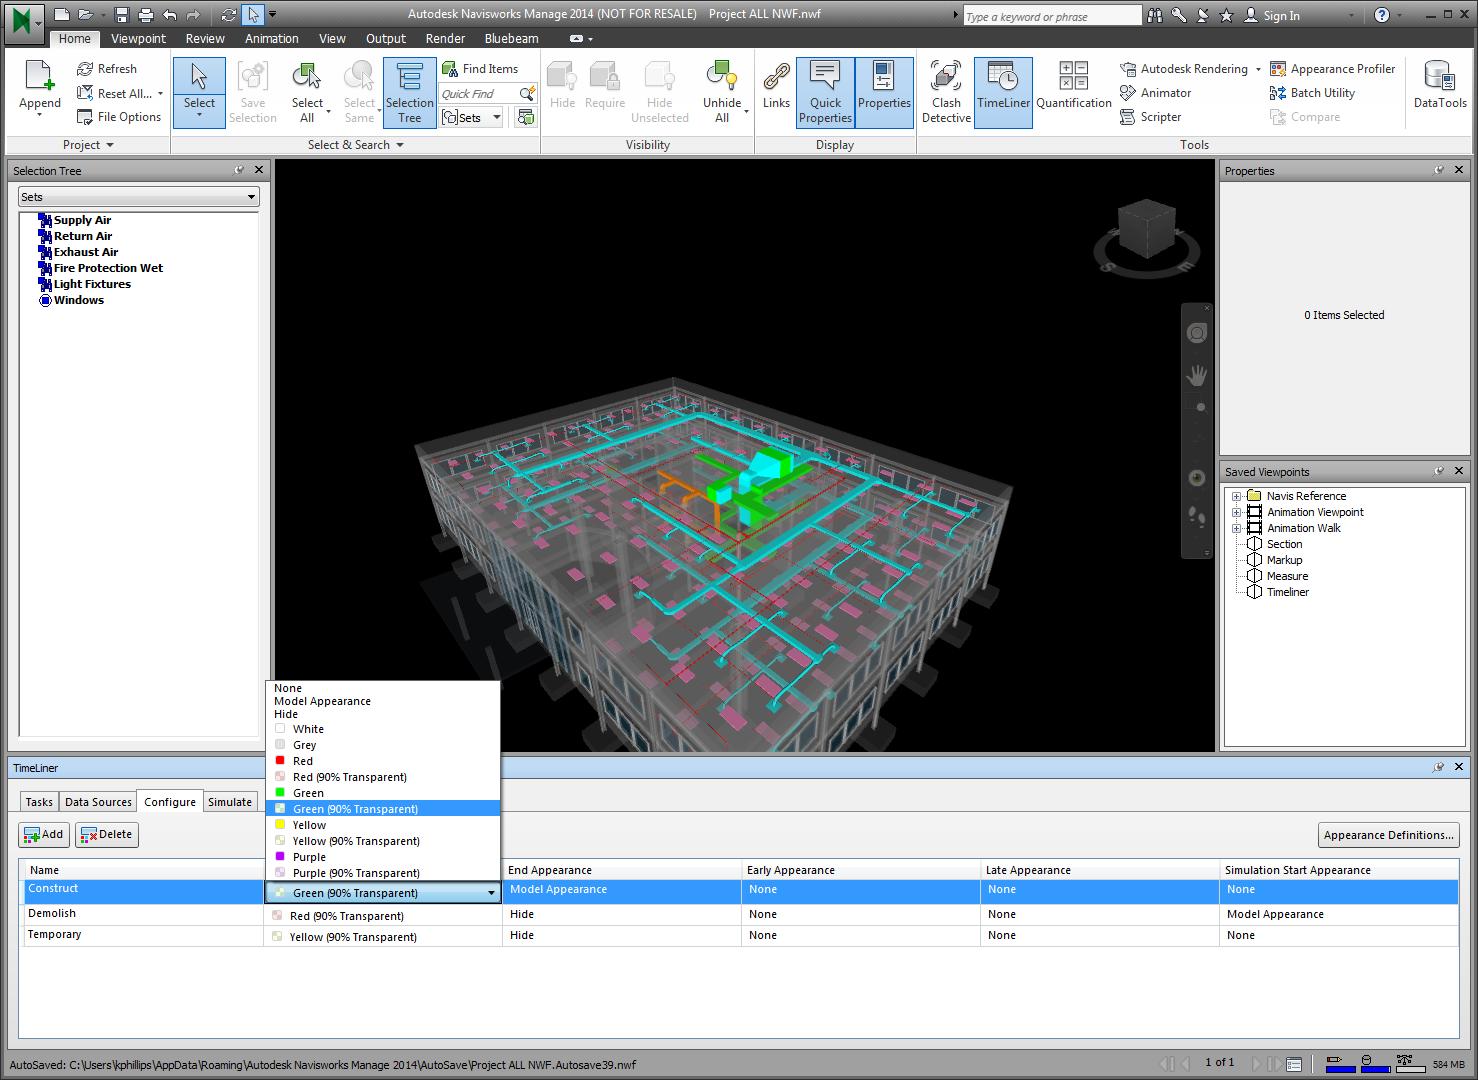 Autodesk Navisworks Manage 2014 (NOT FOR RESALE) Project ALL NWF.nwf
Type a keyword or phrase
Sign In
Home Viewpoint Review Animation View Output Render Bluebeam
Append
Refresh
Reset All...
File Options
Project
Select
Save Selection
Select All
Select Same
Selection Tree
Find Items
Quick Find
Sets
Select & Search
Hide
Require
Hide Unselected
Unhide All
Visibility
Links
Quick Properties
Properties
Display
Clash Detective
TimeLiner
Quantification
Autodesk Rendering
Animator
Scripter
Appearance Profiler
Batch Utility
Compare
DataTools
Tools
Selection Tree
Sets
Supply Air
Return Air
Exhaust Air
Fire Protection Wet
Light Fixtures
Windows
S E
Properties
0 Items Selected
Saved Viewpoints
Navis Reference
Animation Viewpoint
Animation Walk
Section
Markup
Measure
Timeliner
TimeLiner
Tasks Data Sources Configure Simulate
Add Delete
Appearance Definitions...
None
Model Appearance
Hide
White
Grey
Red
Red (90% Transparent)
Green
Green (90% Transparent)
Yellow
Yellow (90% Transparent)
Purple
Purple (90% Transparent)
Name End Appearance Early Appearance Late Appearance Simulation Start Appearance
Construct Green (90% Transparent) Model Appearance None None None
Demolish Red (90% Transparent) Hide None None Model Appearance
Temporary Yellow (90% Transparent) Hide None None None
AutoSaved: C:\Users\kphillips\AppData\Roaming\Autodesk Navisworks Manage 2014\AutoSave\Project ALL NWF.Autosave39.nwf
1 of 1
584 MB